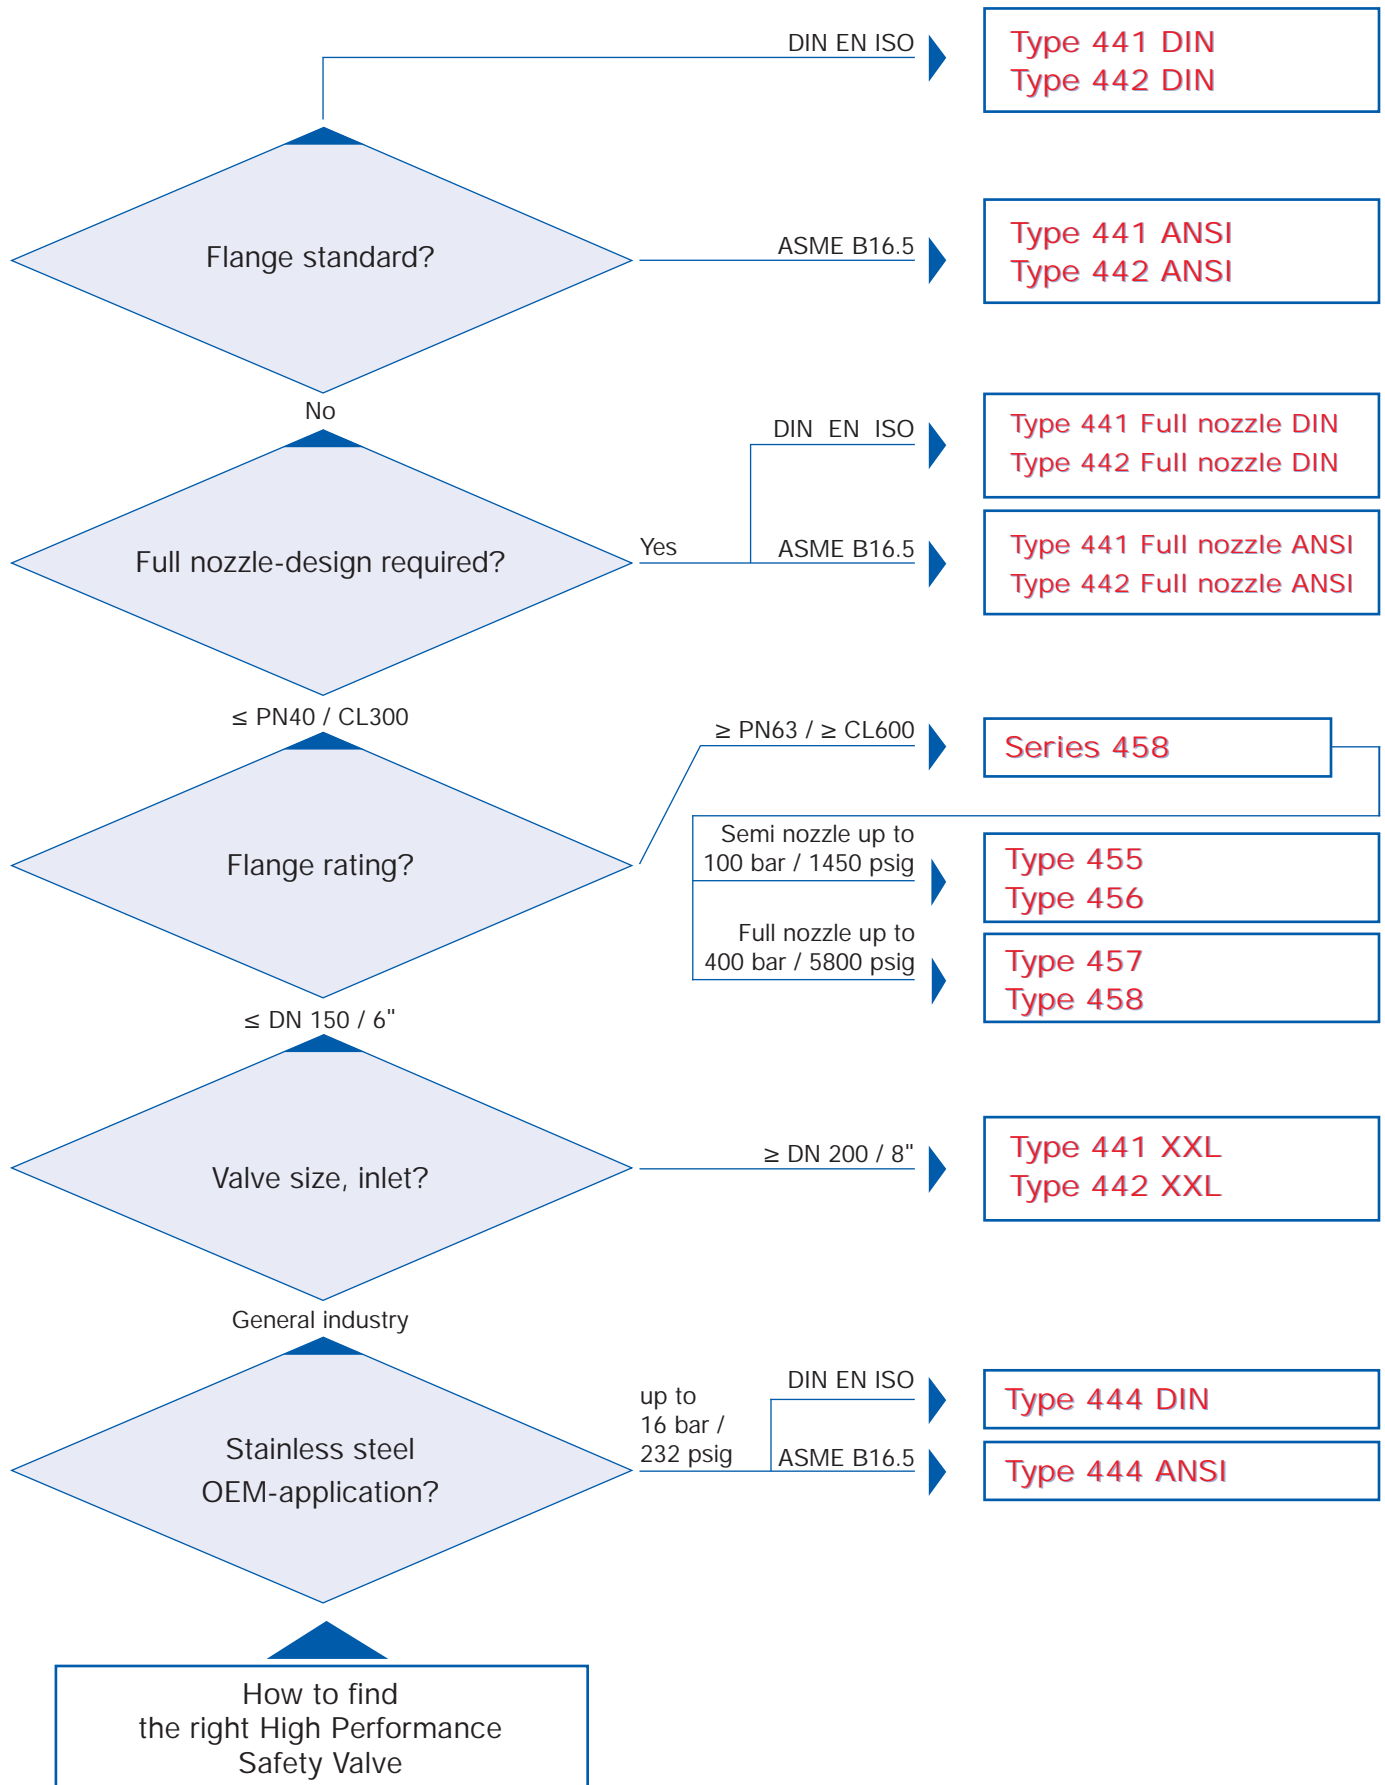 DIN EN ISO
Type 441 DIN
Type 442 DIN
Flange standard?
ASME B16.5
Type 441 ANSI
Type 442 ANSI
No
DIN EN ISO
Type 441 Full nozzle DIN
Type 442 Full nozzle DIN
Full nozzle-design required?
Yes
ASME B16.5
Type 441 Full nozzle ANSI
Type 442 Full nozzle ANSI
≤ PN40 / CL300
≥ PN63 / ≥ CL600
Series 458
Flange rating?
Semi nozzle up to
100 bar / 1450 psig
Type 455
Type 456
Full nozzle up to
400 bar / 5800 psig
Type 457
Type 458
≤ DN 150 / 6"
Valve size, inlet?
≥ DN 200 / 8"
Type 441 XXL
Type 442 XXL
General industry
Stainless steel
OEM-application?
up to
16 bar /
232 psig
DIN EN ISO
Type 444 DIN
ASME B16.5
Type 444 ANSI
How to find
the right High Performance
Safety Valve